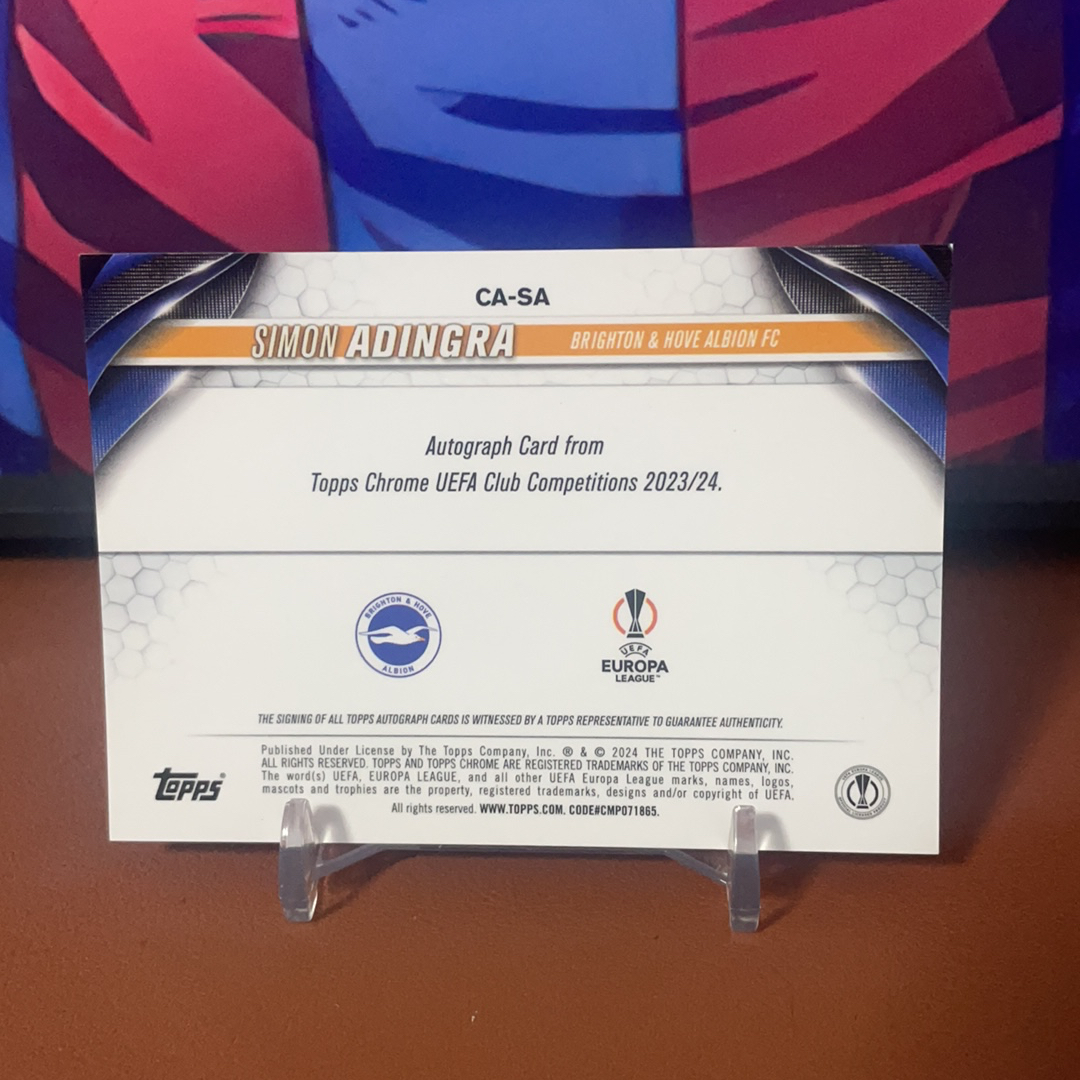 CA-SA
SIMON ADINGRA BRIGHTON & HOVE ALBION FC
Autograph Card from
Topps Chrome UEFA Club Competitions 2023/24.
BRIGHTON & HOVE
ALBION
UEFA
EUROPA
LEAGUE™
THE SIGNING OF ALL TOPPS AUTOGRAPH CARDS IS WITNESSED BY A TOPPS REPRESENTATIVE TO GUARANTEE AUTHENTICITY.
Published Under License by The Topps Company, Inc. ® & © 2024 THE TOPPS COMPANY, INC.
ALL RIGHTS RESERVED. TOPPS AND TOPPS CHROME ARE REGISTERED TRADEMARKS OF THE TOPPS COMPANY, INC.
The word(s) UEFA, EUROPA LEAGUE, and all other UEFA Europa League marks, names, logos,
mascots and trophies are the property, registered trademarks, designs and/or copyright of UEFA.
All rights reserved. WWW.TOPPS.COM. CODE#CMP071865.
Topps®